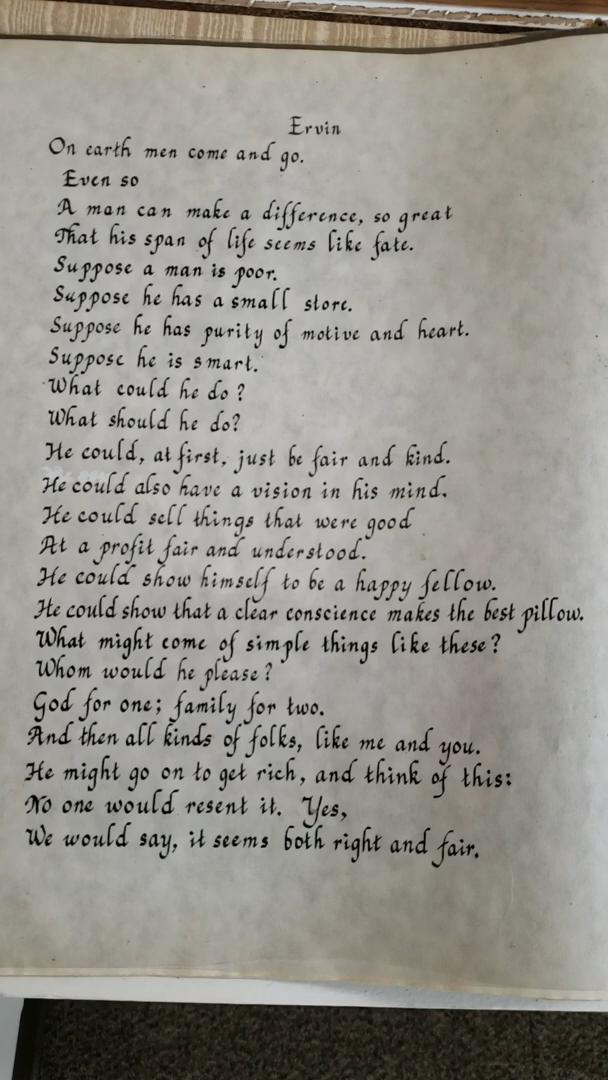 Ervin
On earth men come and go.
Even so
A man can make a difference, so great
That his span of life seems like fate.
Suppose a man is poor.
Suppose he has a small store.
Suppose he has purity of motive and heart.
Suppose he is smart.
What could he do?
What should he do?
He could, at first, just be fair and kind.
He could also have a vision in his mind.
He could sell things that were good
At a profit fair and understood.
He could show himself to be a happy fellow.
He could show that a clear conscience makes the best pillow.
What might come of simple things like these?
Whom would he please?
God for one; family for two.
And then all kinds of folks, like me and you.
He might go on to get rich, and think of this:
No one would resent it. Yes,
We would say, it seems both right and fair.